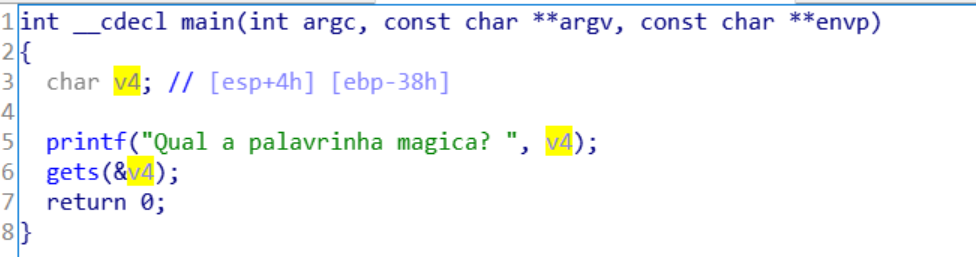 1 int __cdecl main(int argc, const char **argv, const char **envp)
2 {
3   char v4; // [esp+4h] [ebp-38h]
4
5   printf("Qual a palavrinha magica? ", v4);
6   gets(&v4);
7   return 0;
8 }